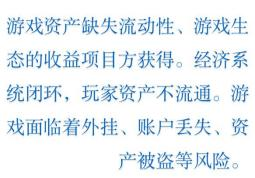 游戏资产缺失流动性、游戏生
态的收益项目方获得。经济系
统闭环，玩家资产不流通。游
戏面临着外挂、账户丢失、资
产被盗等风险。